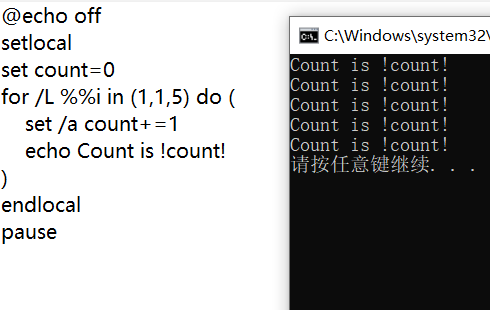 @echo off
setlocal
set count=0
for /L %%i in (1,1,5) do (
    set /a count+=1
    echo Count is !count!
)
endlocal
pause
C:\Windows\system32\
Count is !count!
Count is !count!
Count is !count!
Count is !count!
Count is !count!
请按任意键继续. . .